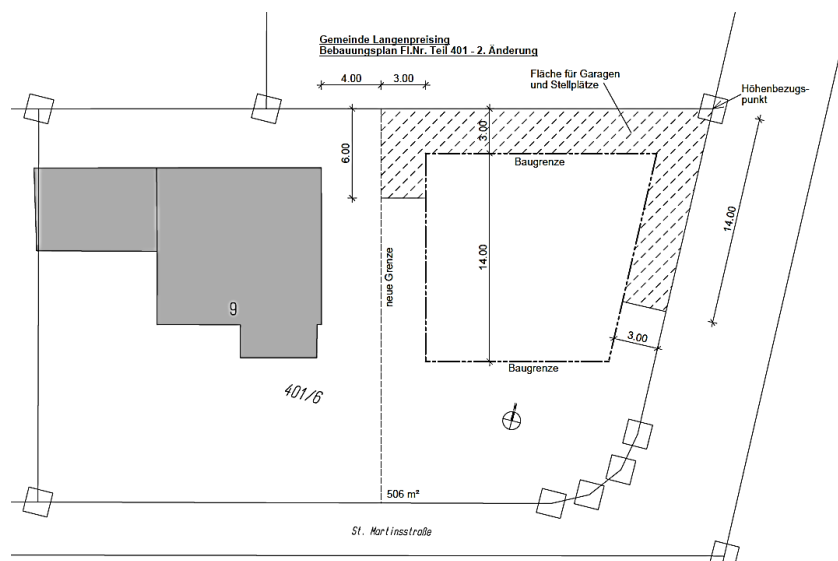 Gemeinde Langenpreising
Bebauungsplan Fl.Nr. Teil 401 - 2. Änderung
4.00
3.00
Fläche für Garagen
und Stellplätze
Höhenbezugs-
punkt
3.00
6.00
Baugrenze
14.00
14.00
neue Grenze
9
3.00
Baugrenze
401/6
506 m²
St. Martinsstraße